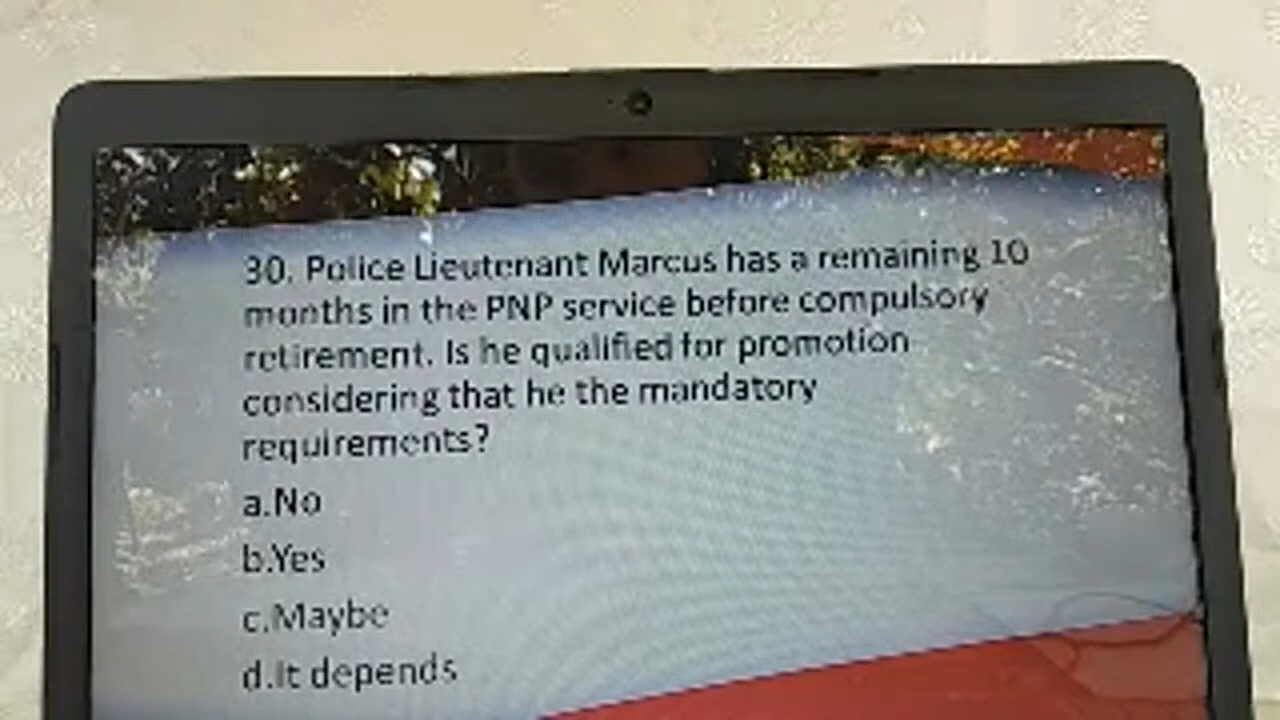 30. Police Lieutenant Marcus has a remaining 10
months in the PNP service before compulsory
retirement. Is he qualified for promotion
considering that he the mandatory
requirements?
a.No
b.Yes
c.Maybe
d.It depends